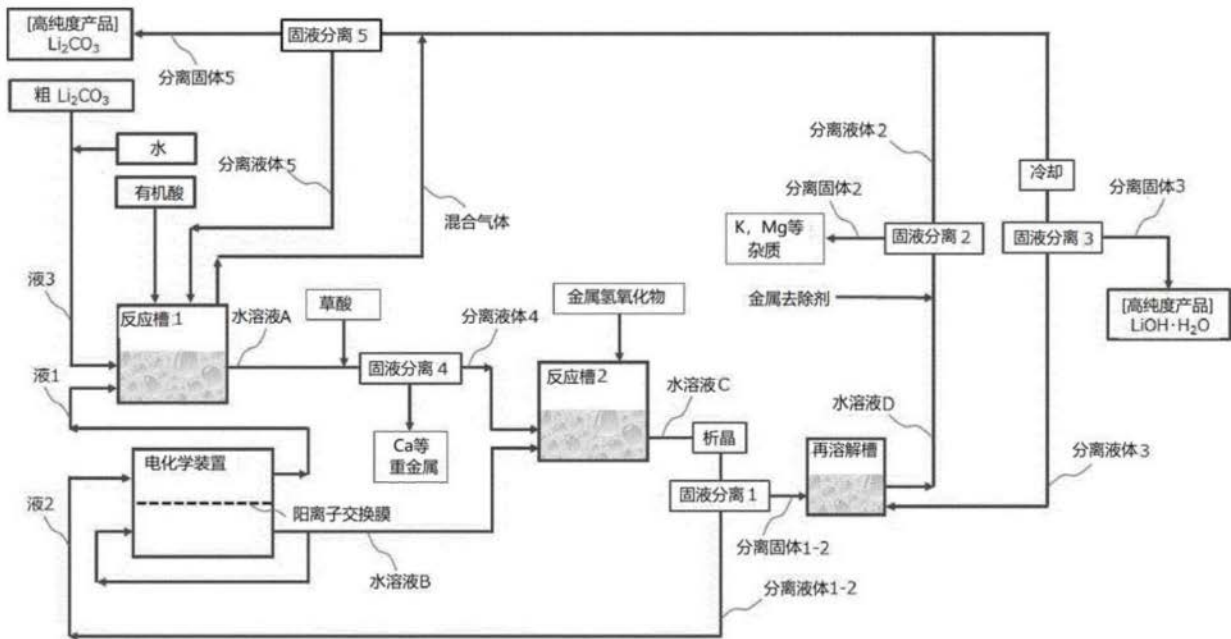 [高纯度产品]
Li₂CO₃
固液分离5
分离固体5
粗 Li₂CO₃
水
有机酸
分离液体5
混合气体
分离液体2
冷却
分离固体2
分离固体3
K，Mg等
杂质
固液分离2
固液分离3
金属去除剂
[高纯度产品]
LiOH·H₂O
液3
反应槽:1
水溶液A
草酸
分离液体4
金属氢氧化物
固液分离4
反应槽2
水溶液C
水溶液D
液1
Ca等
重金属
析晶
再溶解槽
分离液体3
电化学装置
液2
阳离子交换膜
固液分离1
分离固体1-2
水溶液B
分离液体1-2